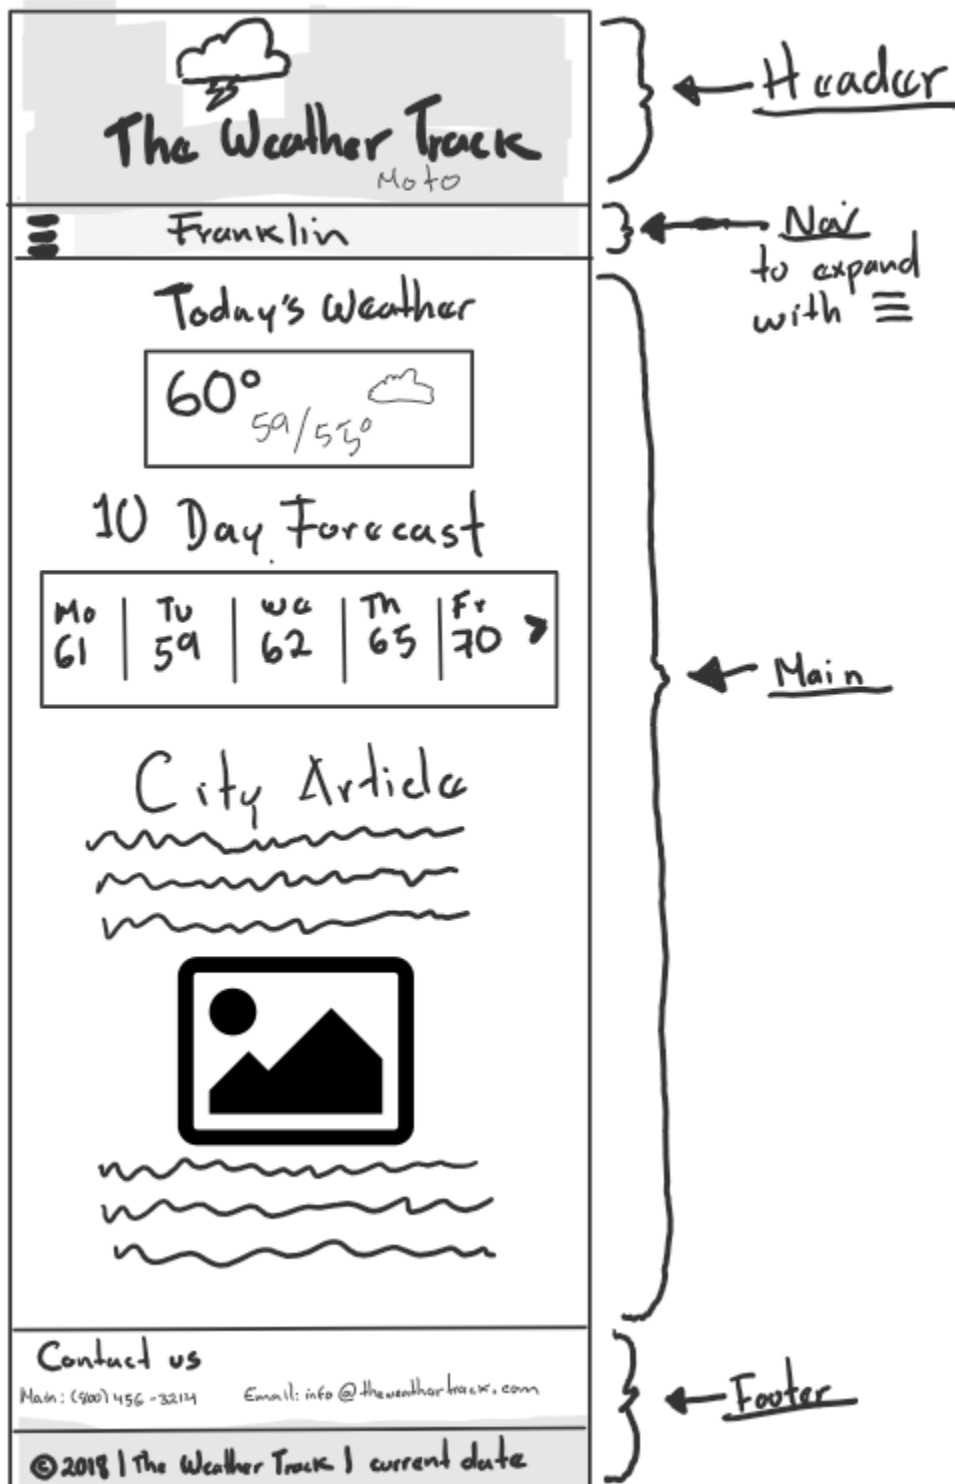 The Weather Track
Moto
Franklin
Today's Weather
60°
59/55°
10 Day Forecast
Mo Tu We Th Fr >
61 59 62 65 70
City Article
Contact us
Main: (800) 456-3214 Email: info@theweathertrack.com
©2018 | The Weather Track | current date
Header
Nav
to expand
with ☰
Main
Footer